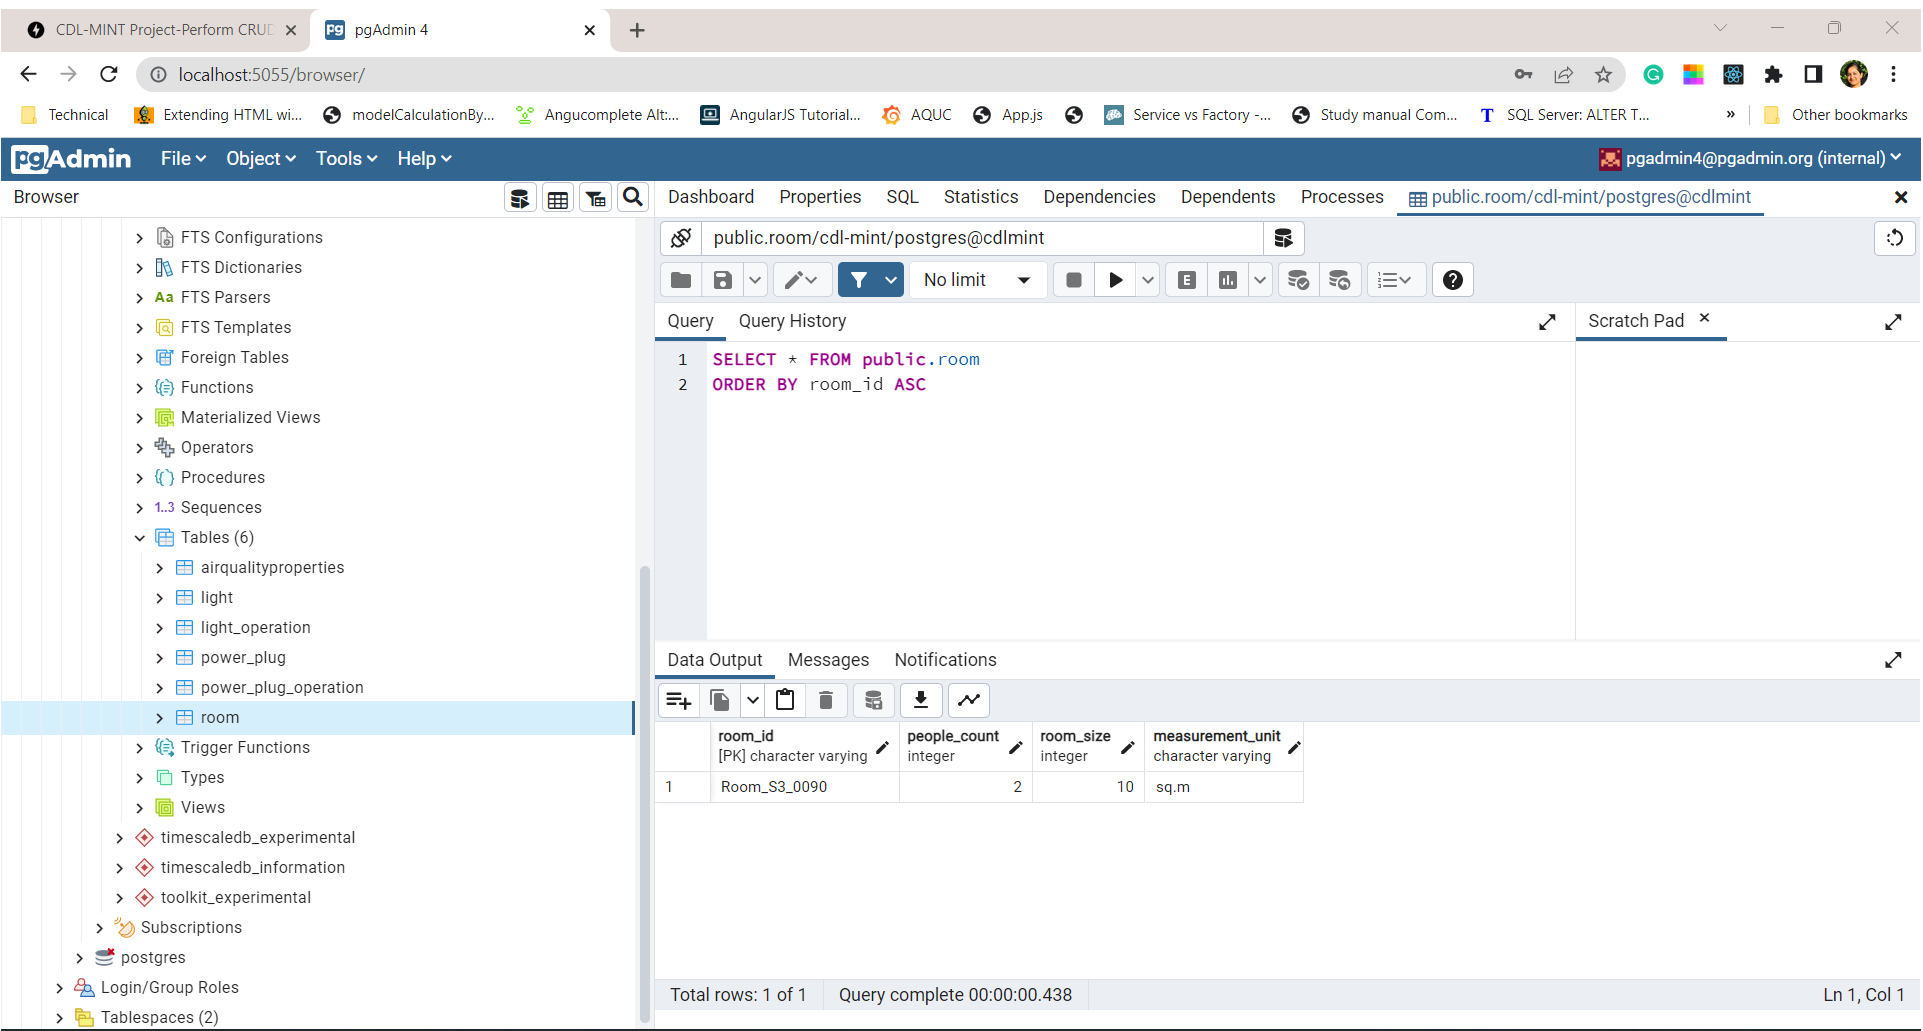 CDL-MINT Project-Perform CRUD
pgAdmin 4
localhost:5055/browser/
Technical
Extending HTML wi...
modelCalculationBy...
Angucomplete Alt:...
AngularJS Tutorial...
AQUC
App.js
Service vs Factory -...
Study manual Com...
SQL Server: ALTER T...
»
Other bookmarks
pgAdmin
File
Object
Tools
Help
pgadmin4@pgadmin.org (internal)
Browser
Dashboard
Properties
SQL
Statistics
Dependencies
Dependents
Processes
public.room/cdl-mint/postgres@cdlmint
FTS Configurations
FTS Dictionaries
Aa FTS Parsers
FTS Templates
Foreign Tables
Functions
Materialized Views
Operators
Procedures
1..3 Sequences
Tables (6)
airqualityproperties
light
light_operation
power_plug
power_plug_operation
room
Trigger Functions
Types
Views
timescaledb_experimental
timescaledb_information
toolkit_experimental
Subscriptions
postgres
Login/Group Roles
Tablespaces (2)
public.room/cdl-mint/postgres@cdlmint
No limit
E
Query
Query History
Scratch Pad
1 SELECT * FROM public.room
2 ORDER BY room_id ASC
Data Output
Messages
Notifications
room_id
[PK] character varying
people_count
integer
room_size
integer
measurement_unit
character varying
1 Room_S3_0090 2 10 sq.m
Total rows: 1 of 1
Query complete 00:00:00.438
Ln 1, Col 1